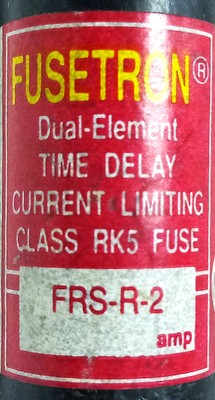 FUSETRON®
Dual-Element
TIME DELAY
CURRENT LIMITING
CLASS RK5 FUSE
FRS-R-2
amp